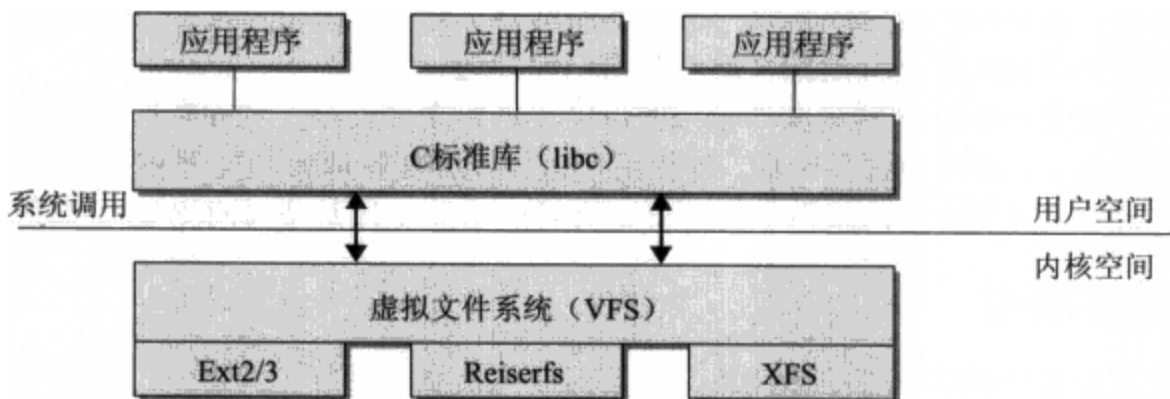 应用程序 应用程序 应用程序
C标准库（libc）
系统调用
用户空间
内核空间
虚拟文件系统（VFS）
Ext2/3 Reiserfs XFS